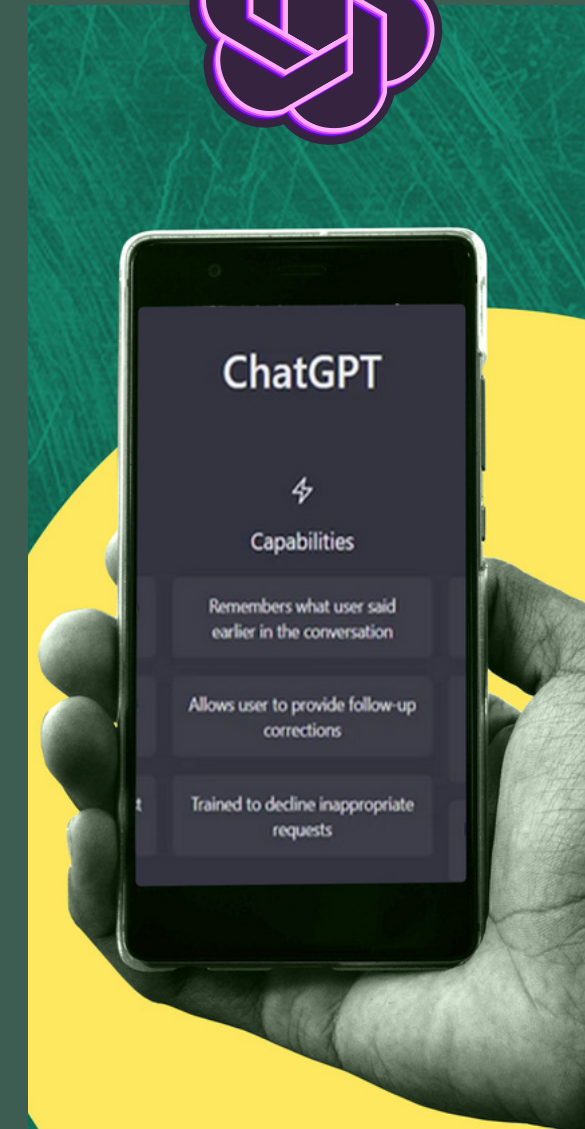 ChatGPT
Capabilities
Remembers what user said
earlier in the conversation
Allows user to provide follow-up
corrections
Trained to decline inappropriate
requests